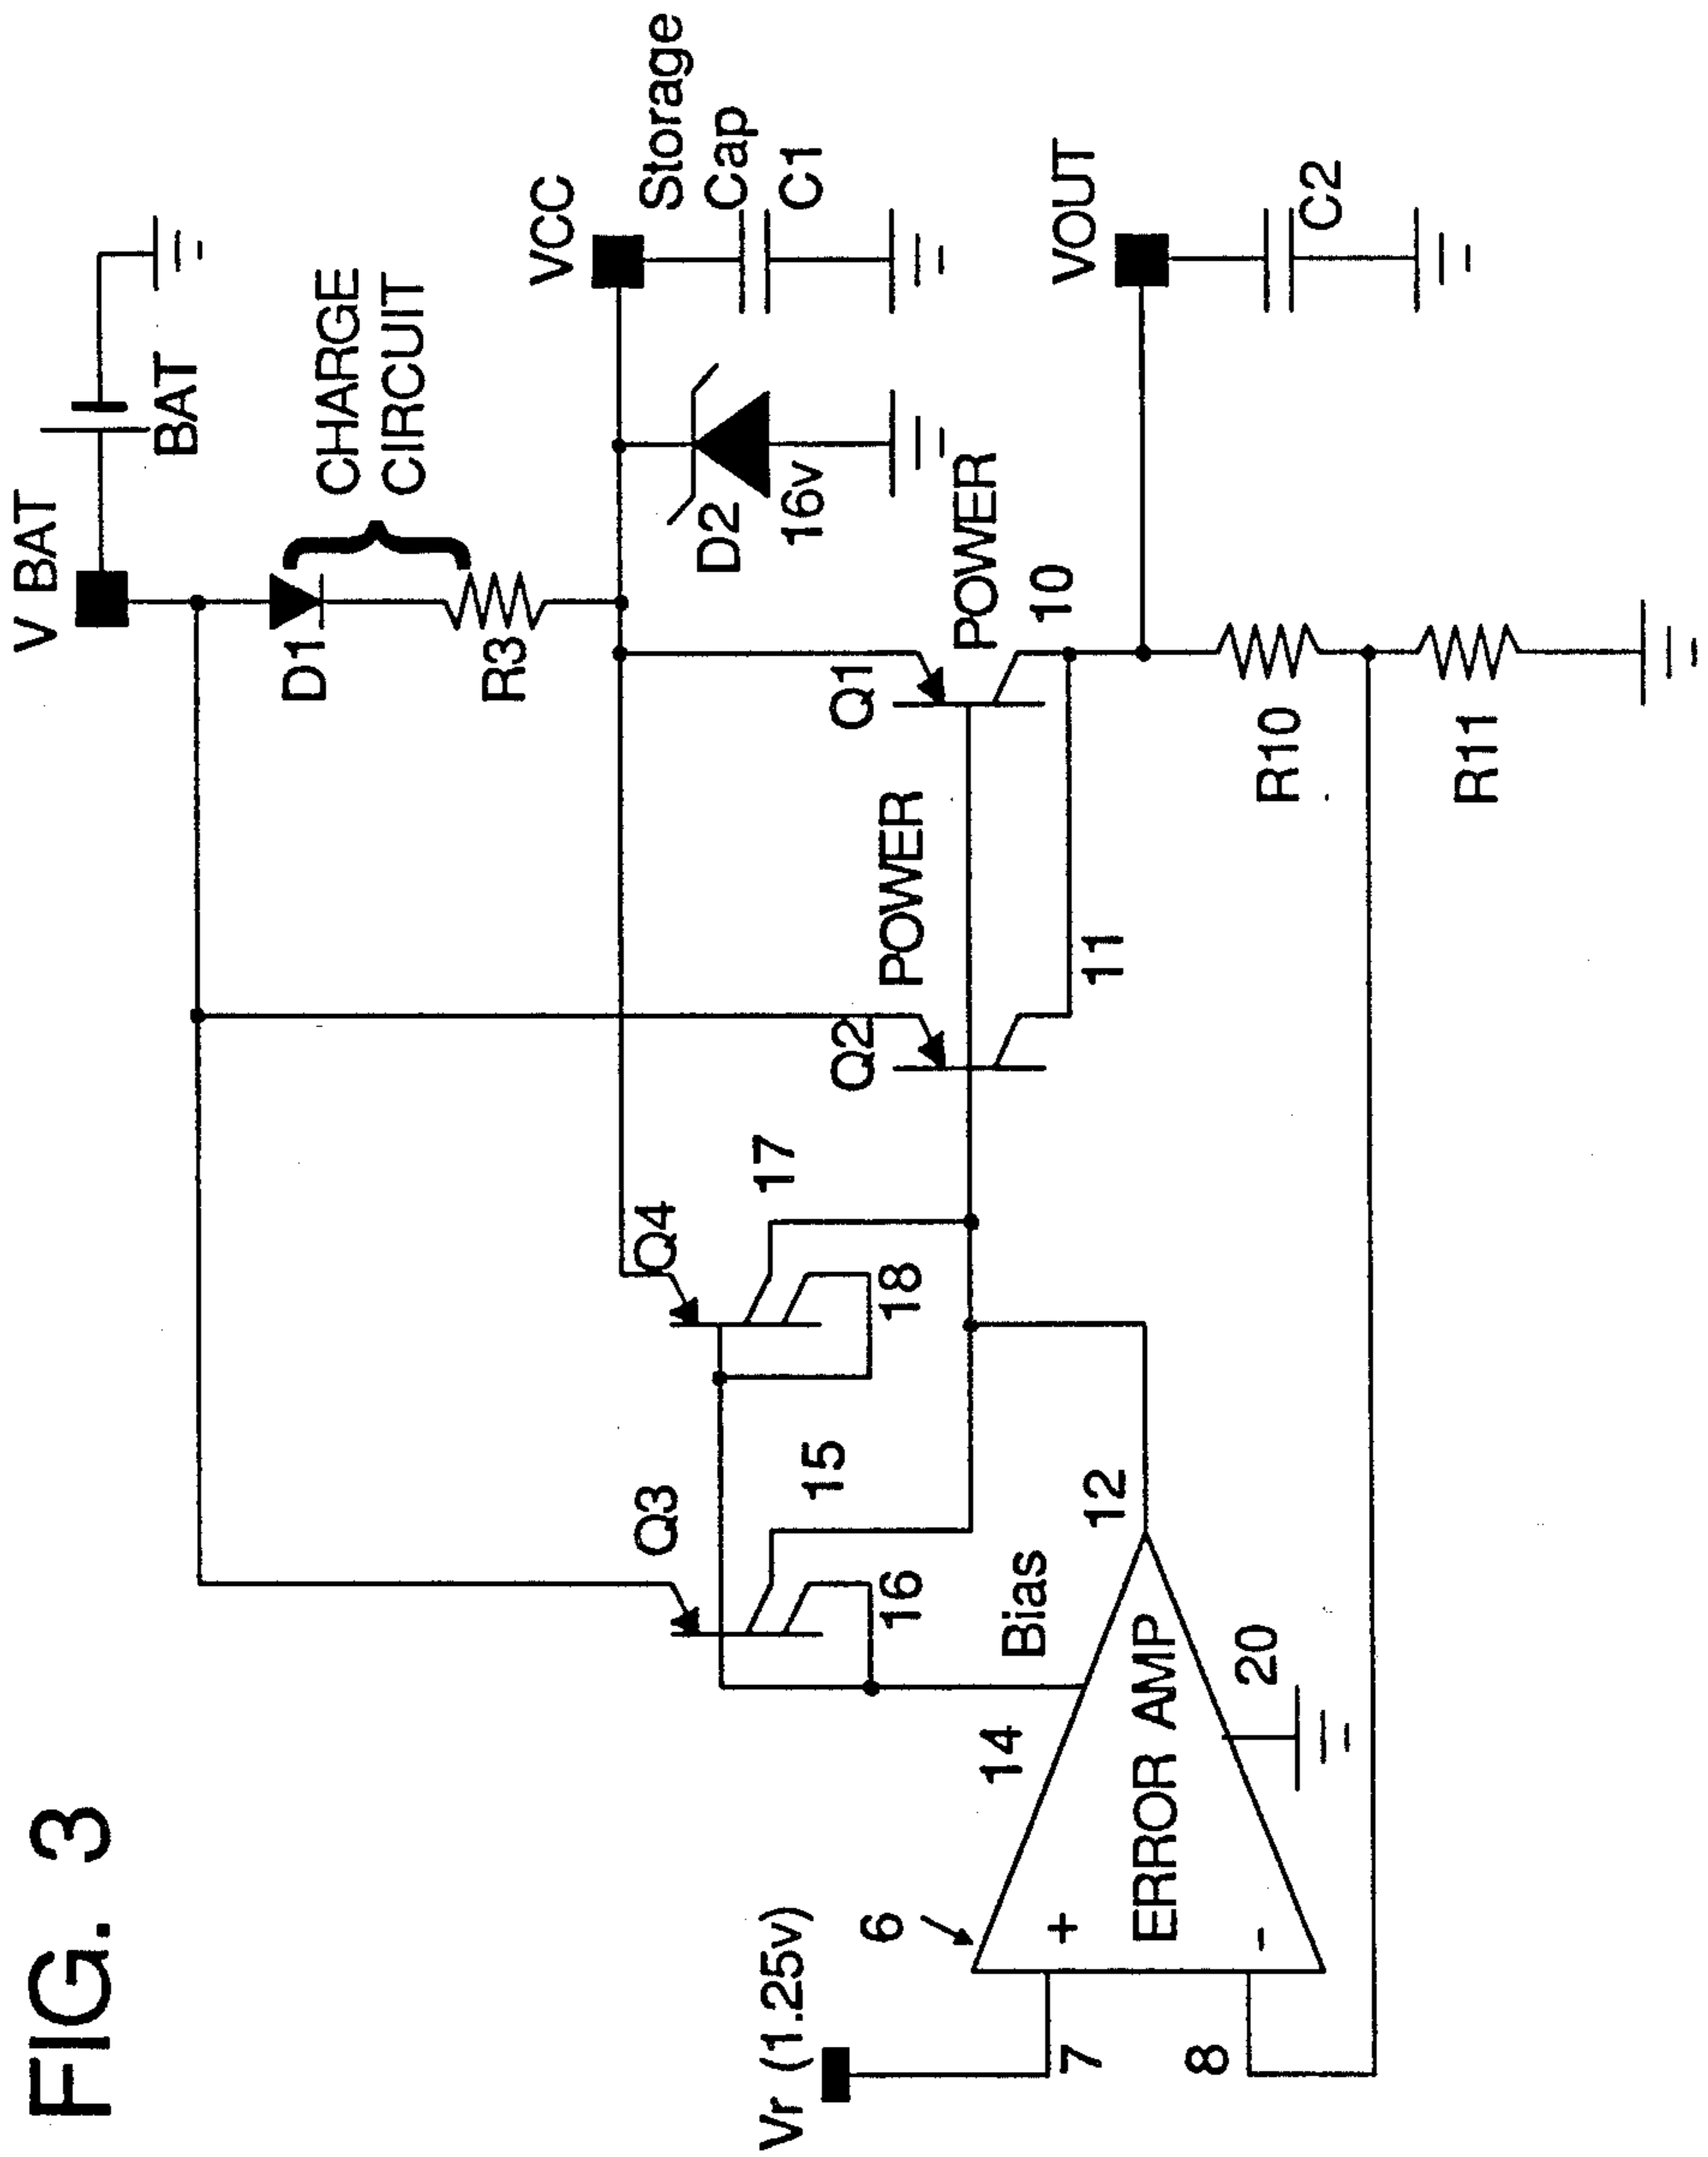 FIG. 3
V BAT
BAT
CHARGE
CIRCUIT
D1
R3
VCC
Storage
Cap
C1
D2
16v
Q1
POWER
10
Q2
POWER
11
Q4
17
18
Q3
15
16
VOUT
C2
R10
R11
Vr (1.25v)
6
7
8
+
-
ERROR AMP
14
Bias
12
20